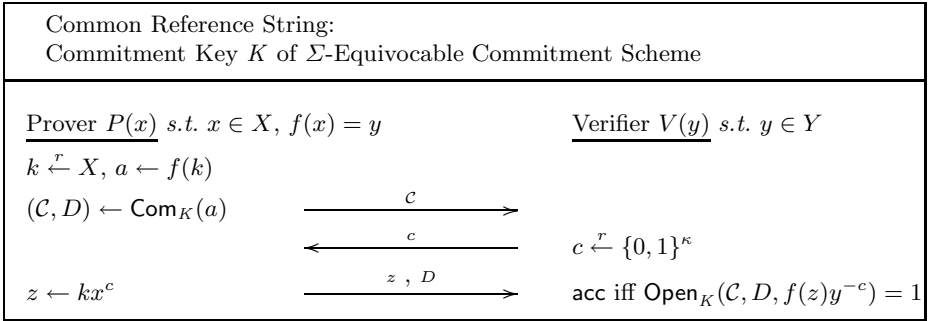 Common Reference String:
Commitment Key K of Σ-Equivocable Commitment Scheme
Prover P(x) s.t. x ∈ X, f(x) = y Verifier V(y) s.t. y ∈ Y
k ←r X, a ← f(k)
(𝒞, D) ← Com_K(a) 𝒞
c c ←r {0, 1}^κ
z ← kx^c z , D acc iff Open_K(𝒞, D, f(z)y^{−c}) = 1